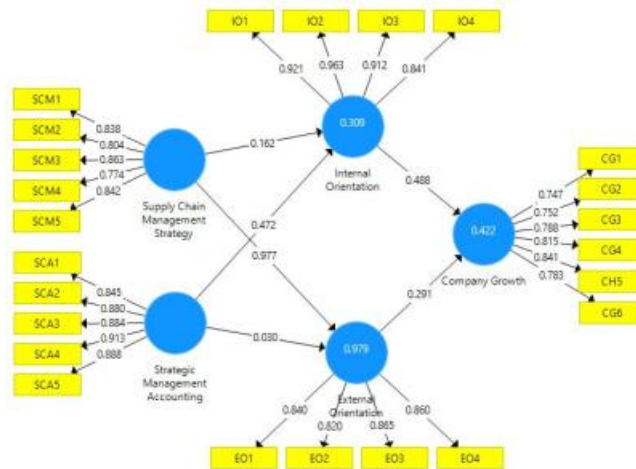 IO1
IO2
IO3
IO4
0.921
0.963
0.912
0.841
SCM1
SCM2
SCM3
SCM4
SCM5
0.838
0.804
0.863
0.774
0.842
Supply Chain
Management
Strategy
0.162
0.472
0.977
0.030
0.309
Internal
Orientation
0.488
0.291
SCA1
SCA2
SCA3
SCA4
SCA5
0.845
0.880
0.884
0.913
0.888
Strategic
Management
Accounting
0.979
External
Orientation
0.840
0.820
0.865
0.860
EO1
EO2
EO3
EO4
0.422
Company Growth
0.747
0.752
0.788
0.815
0.841
0.783
CG1
CG2
CG3
CG4
CH5
CG6